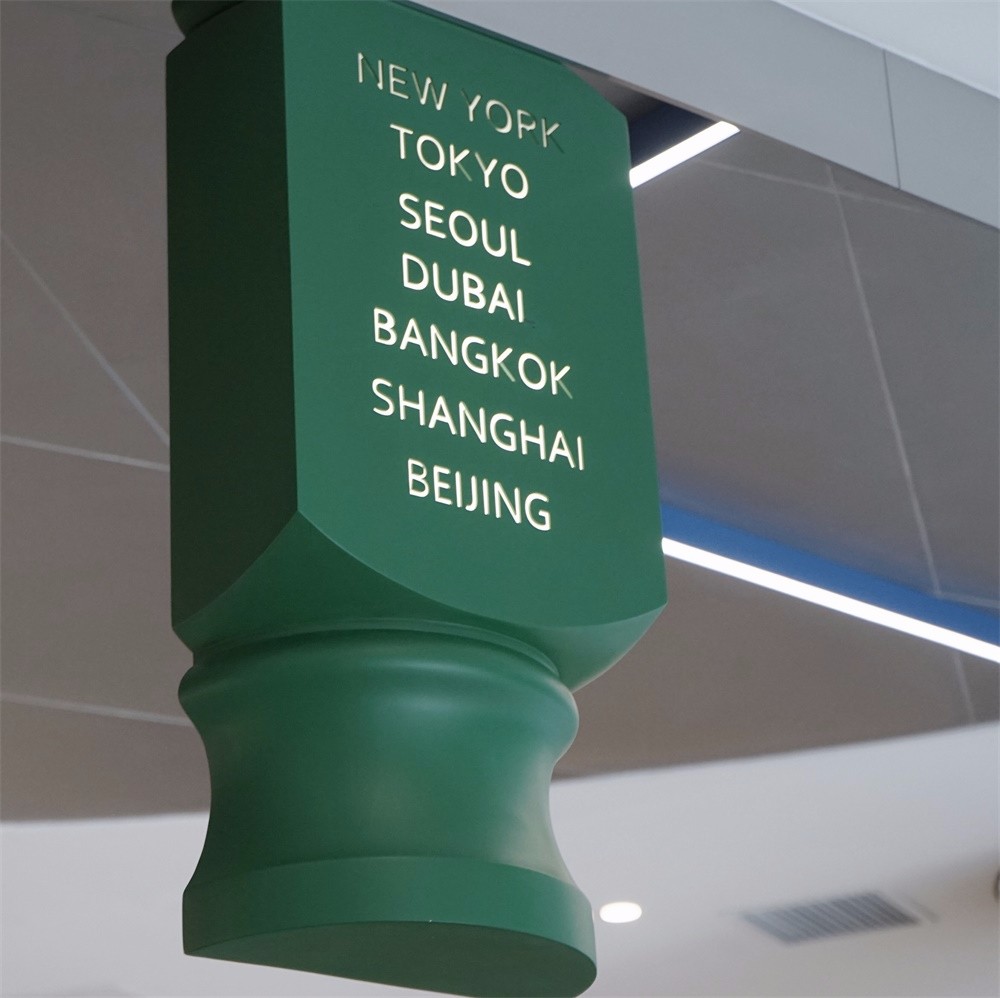 NEW YORK
TOKYO
SEOUL
DUBAI
BANGKOK
SHANGHAI
BEIJING